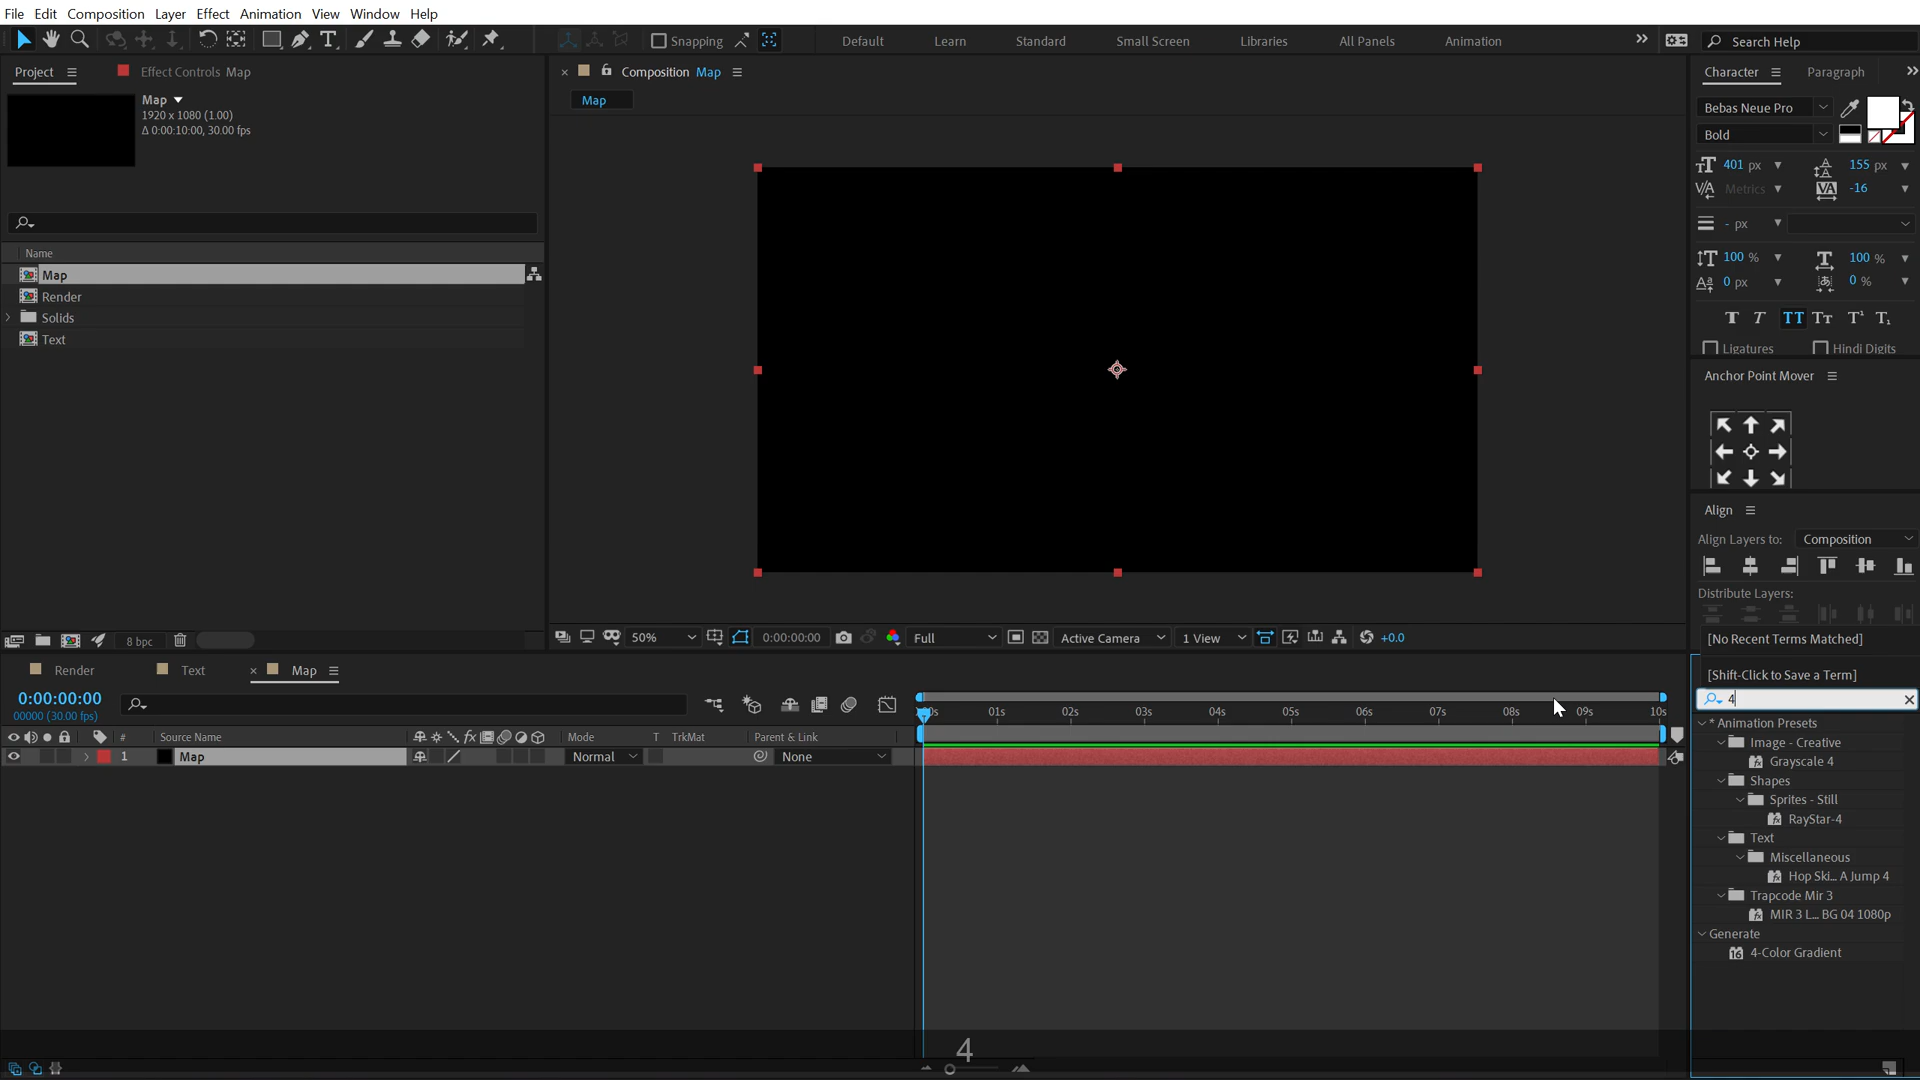 File Edit Composition Layer Effect Animation View Window Help
Snapping
Default Learn Standard Small Screen Libraries All Panels Animation
Search Help
Project
Effect Controls Map
Map
1920 x 1080 (1.00)
Δ 0:00:10:00, 30.00 fps
Name
Map
Render
Solids
Text
8 bpc
Composition Map
Map
50%
0:00:00:00
Full
Active Camera
1 View
+0.0
Character Paragraph
Bebas Neue Pro
Bold
401 px
155 px
Metrics
-16
- px
100 %
100 %
0 px
0 %
Ligatures
Hindi Digits
Anchor Point Mover
Align
Align Layers to: Composition
Distribute Layers:
[No Recent Terms Matched]
[Shift-Click to Save a Term]
4
* Animation Presets
Image - Creative
Grayscale 4
Shapes
Sprites - Still
RayStar-4
Text
Miscellaneous
Hop Ski... A Jump 4
Trapcode Mir 3
MIR 3 L... BG 04 1080p
Generate
4-Color Gradient
Render
Text
Map
0:00:00:00
00000 (30.00 fps)
# Source Name
Mode T TrkMat Parent & Link
1 Map
Normal
None
01s 02s 03s 04s 05s 06s 07s 08s 09s 10s
4